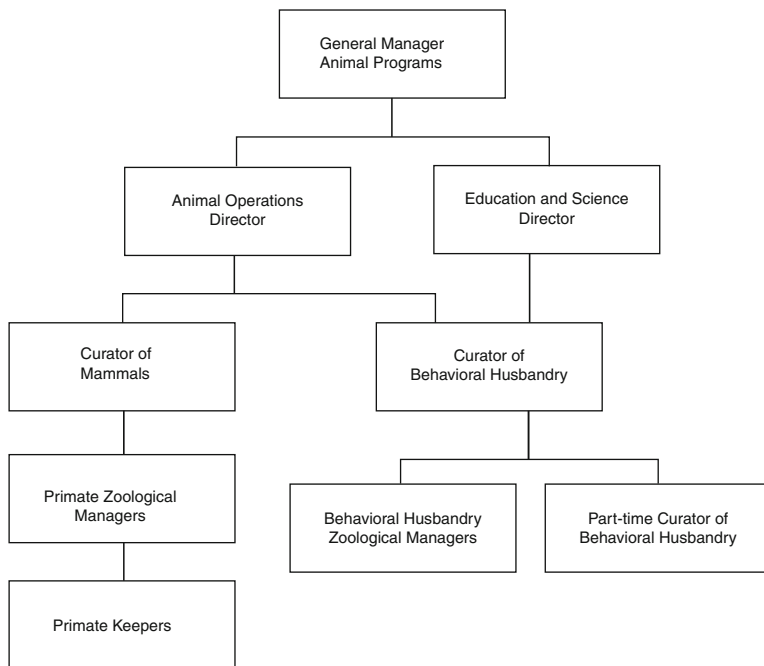 General Manager
Animal Programs
Animal Operations
Director
Education and Science
Director
Curator of
Mammals
Curator of
Behavioral Husbandry
Primate Zoological
Managers
Behavioral Husbandry
Zoological Managers
Part-time Curator of
Behavioral Husbandry
Primate Keepers